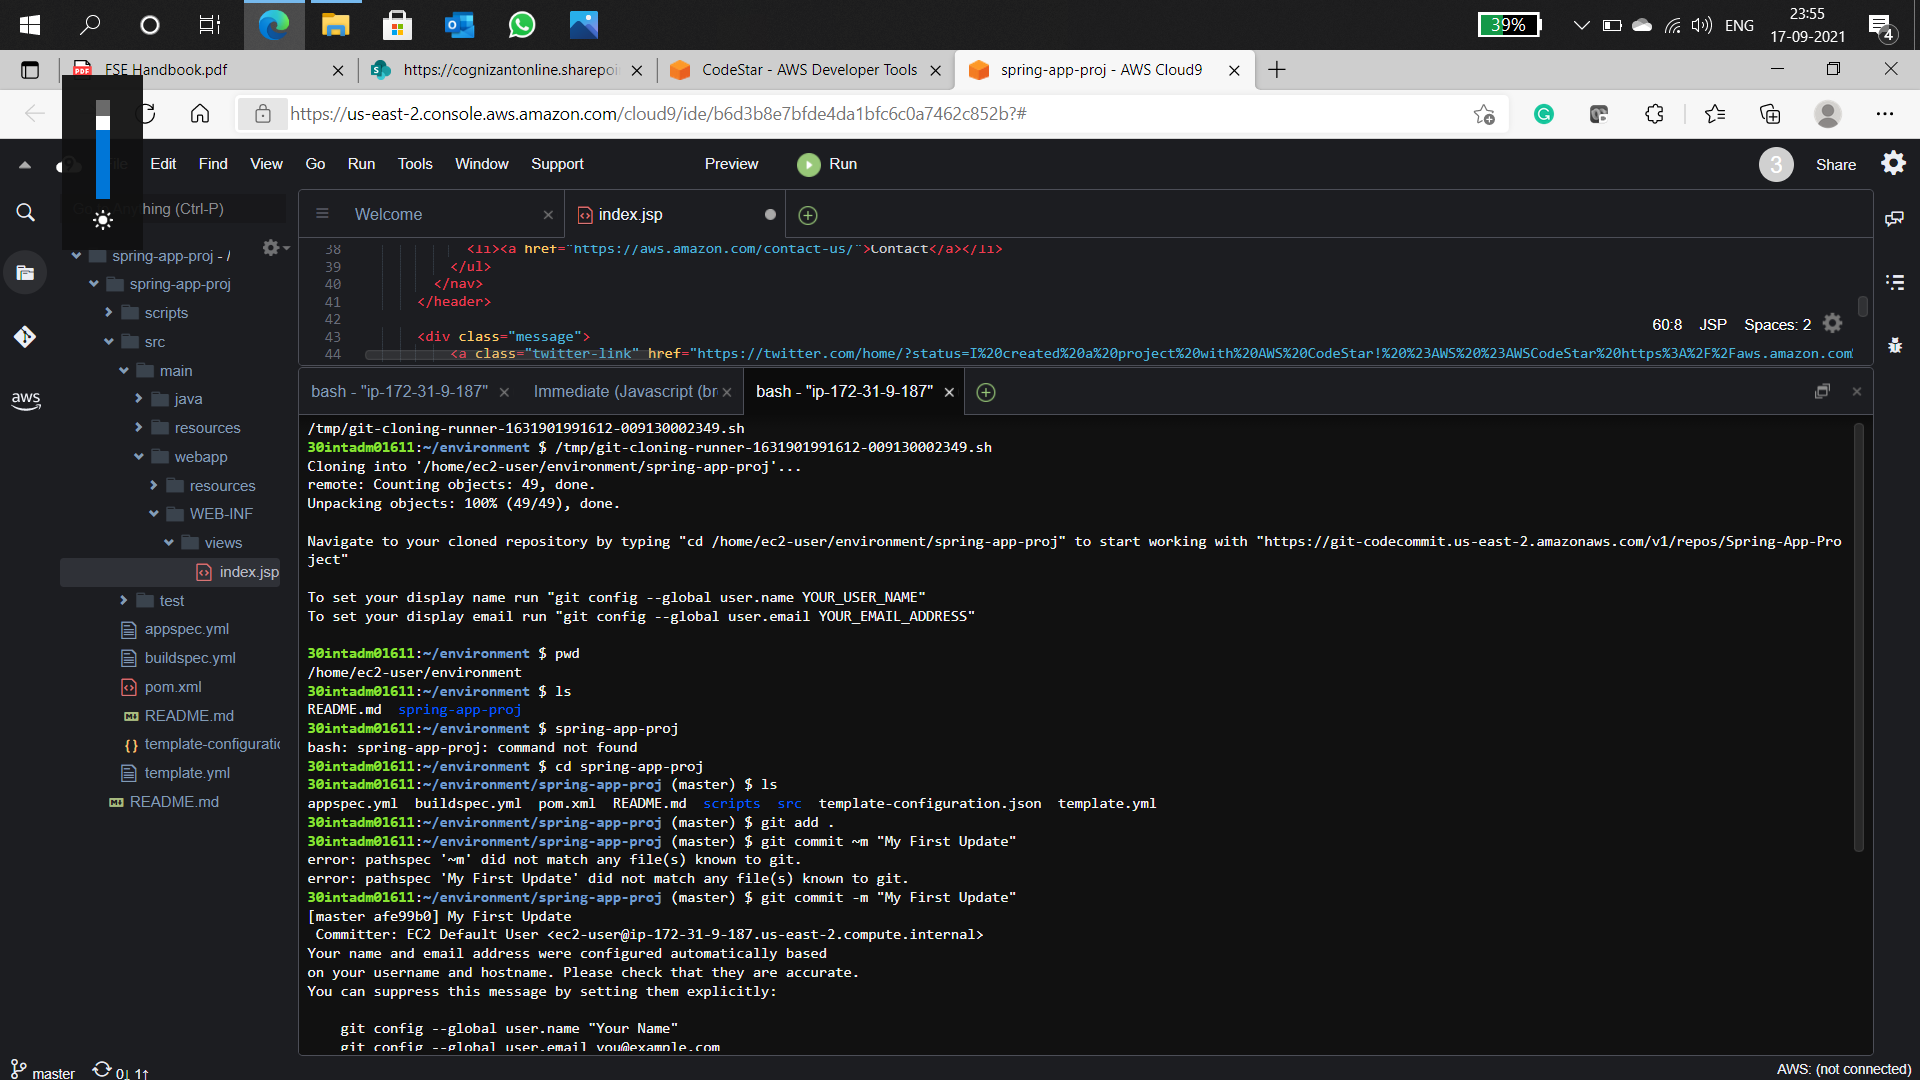 39%
ENG
23:55
17-09-2021
4
FSE Handbook.pdf
https://cognizantonline.sharepoi
CodeStar - AWS Developer Tools
spring-app-proj - AWS Cloud9
https://us-east-2.console.aws.amazon.com/cloud9/ide/b6d3b8e7bfde4da1bfc6c0a7462c852b?#
Edit Find View Go Run Tools Window Support Preview Run
3 Share
(Ctrl-P)
Welcome
index.jsp
spring-app-proj - /
spring-app-proj
scripts
src
main
java
resources
webapp
resources
WEB-INF
views
index.jsp
test
appspec.yml
buildspec.yml
pom.xml
README.md
template-configuratio
template.yml
README.md
aws
38 <li><a href="https://aws.amazon.com/contact-us/">Contact</a></li>
39 </ul>
40 </nav>
41 </header>
42
43 <div class="message">
44 <a class="twitter-link" href="https://twitter.com/home/?status=I%20created%20a%20project%20with%20AWS%20CodeStar!%20%23AWS%20%23AWSCodeStar%20https%3A%2F%2Faws.amazon.com
60:8 JSP Spaces: 2
bash - "ip-172-31-9-187"
Immediate (Javascript (br
bash - "ip-172-31-9-187"
/tmp/git-cloning-runner-1631901991612-009130002349.sh
30intadm01611:~/environment $ /tmp/git-cloning-runner-1631901991612-009130002349.sh
Cloning into '/home/ec2-user/environment/spring-app-proj'...
remote: Counting objects: 49, done.
Unpacking objects: 100% (49/49), done.
Navigate to your cloned repository by typing "cd /home/ec2-user/environment/spring-app-proj" to start working with "https://git-codecommit.us-east-2.amazonaws.com/v1/repos/Spring-App-Pro
ject"
To set your display name run "git config --global user.name YOUR_USER_NAME"
To set your display email run "git config --global user.email YOUR_EMAIL_ADDRESS"
30intadm01611:~/environment $ pwd
/home/ec2-user/environment
30intadm01611:~/environment $ ls
README.md spring-app-proj
30intadm01611:~/environment $ spring-app-proj
bash: spring-app-proj: command not found
30intadm01611:~/environment $ cd spring-app-proj
30intadm01611:~/environment/spring-app-proj (master) $ ls
appspec.yml buildspec.yml pom.xml README.md scripts src template-configuration.json template.yml
30intadm01611:~/environment/spring-app-proj (master) $ git add .
30intadm01611:~/environment/spring-app-proj (master) $ git commit ~m "My First Update"
error: pathspec '~m' did not match any file(s) known to git.
error: pathspec 'My First Update' did not match any file(s) known to git.
30intadm01611:~/environment/spring-app-proj (master) $ git commit -m "My First Update"
[master afe99b0] My First Update
Committer: EC2 Default User <ec2-user@ip-172-31-9-187.us-east-2.compute.internal>
Your name and email address were configured automatically based
on your username and hostname. Please check that they are accurate.
You can suppress this message by setting them explicitly:
git config --global user.name "Your Name"
git config --global user.email you@example.com
master 0↓ 1↑
AWS: (not connected)